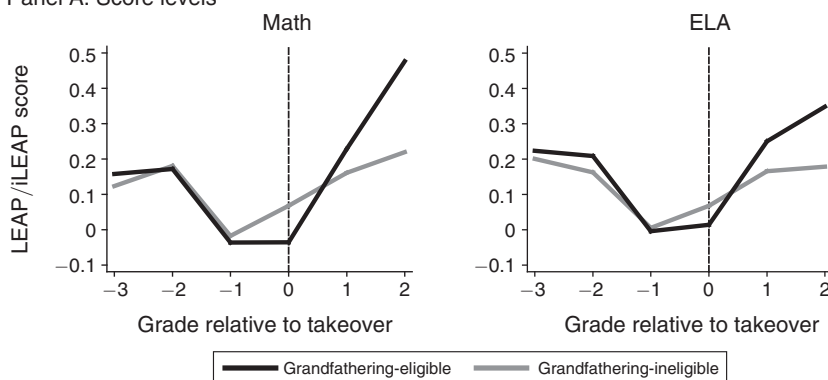 Panel A. Score levels
Math
ELA
LEAP/iLEAP score
0.5
0.4
0.3
0.2
0.1
0
−0.1
−3 −2 −1 0 1 2
Grade relative to takeover
0.5
0.4
0.3
0.2
0.1
0
−0.1
−3 −2 −1 0 1 2
Grade relative to takeover
Grandfathering-eligible
Grandfathering-ineligible